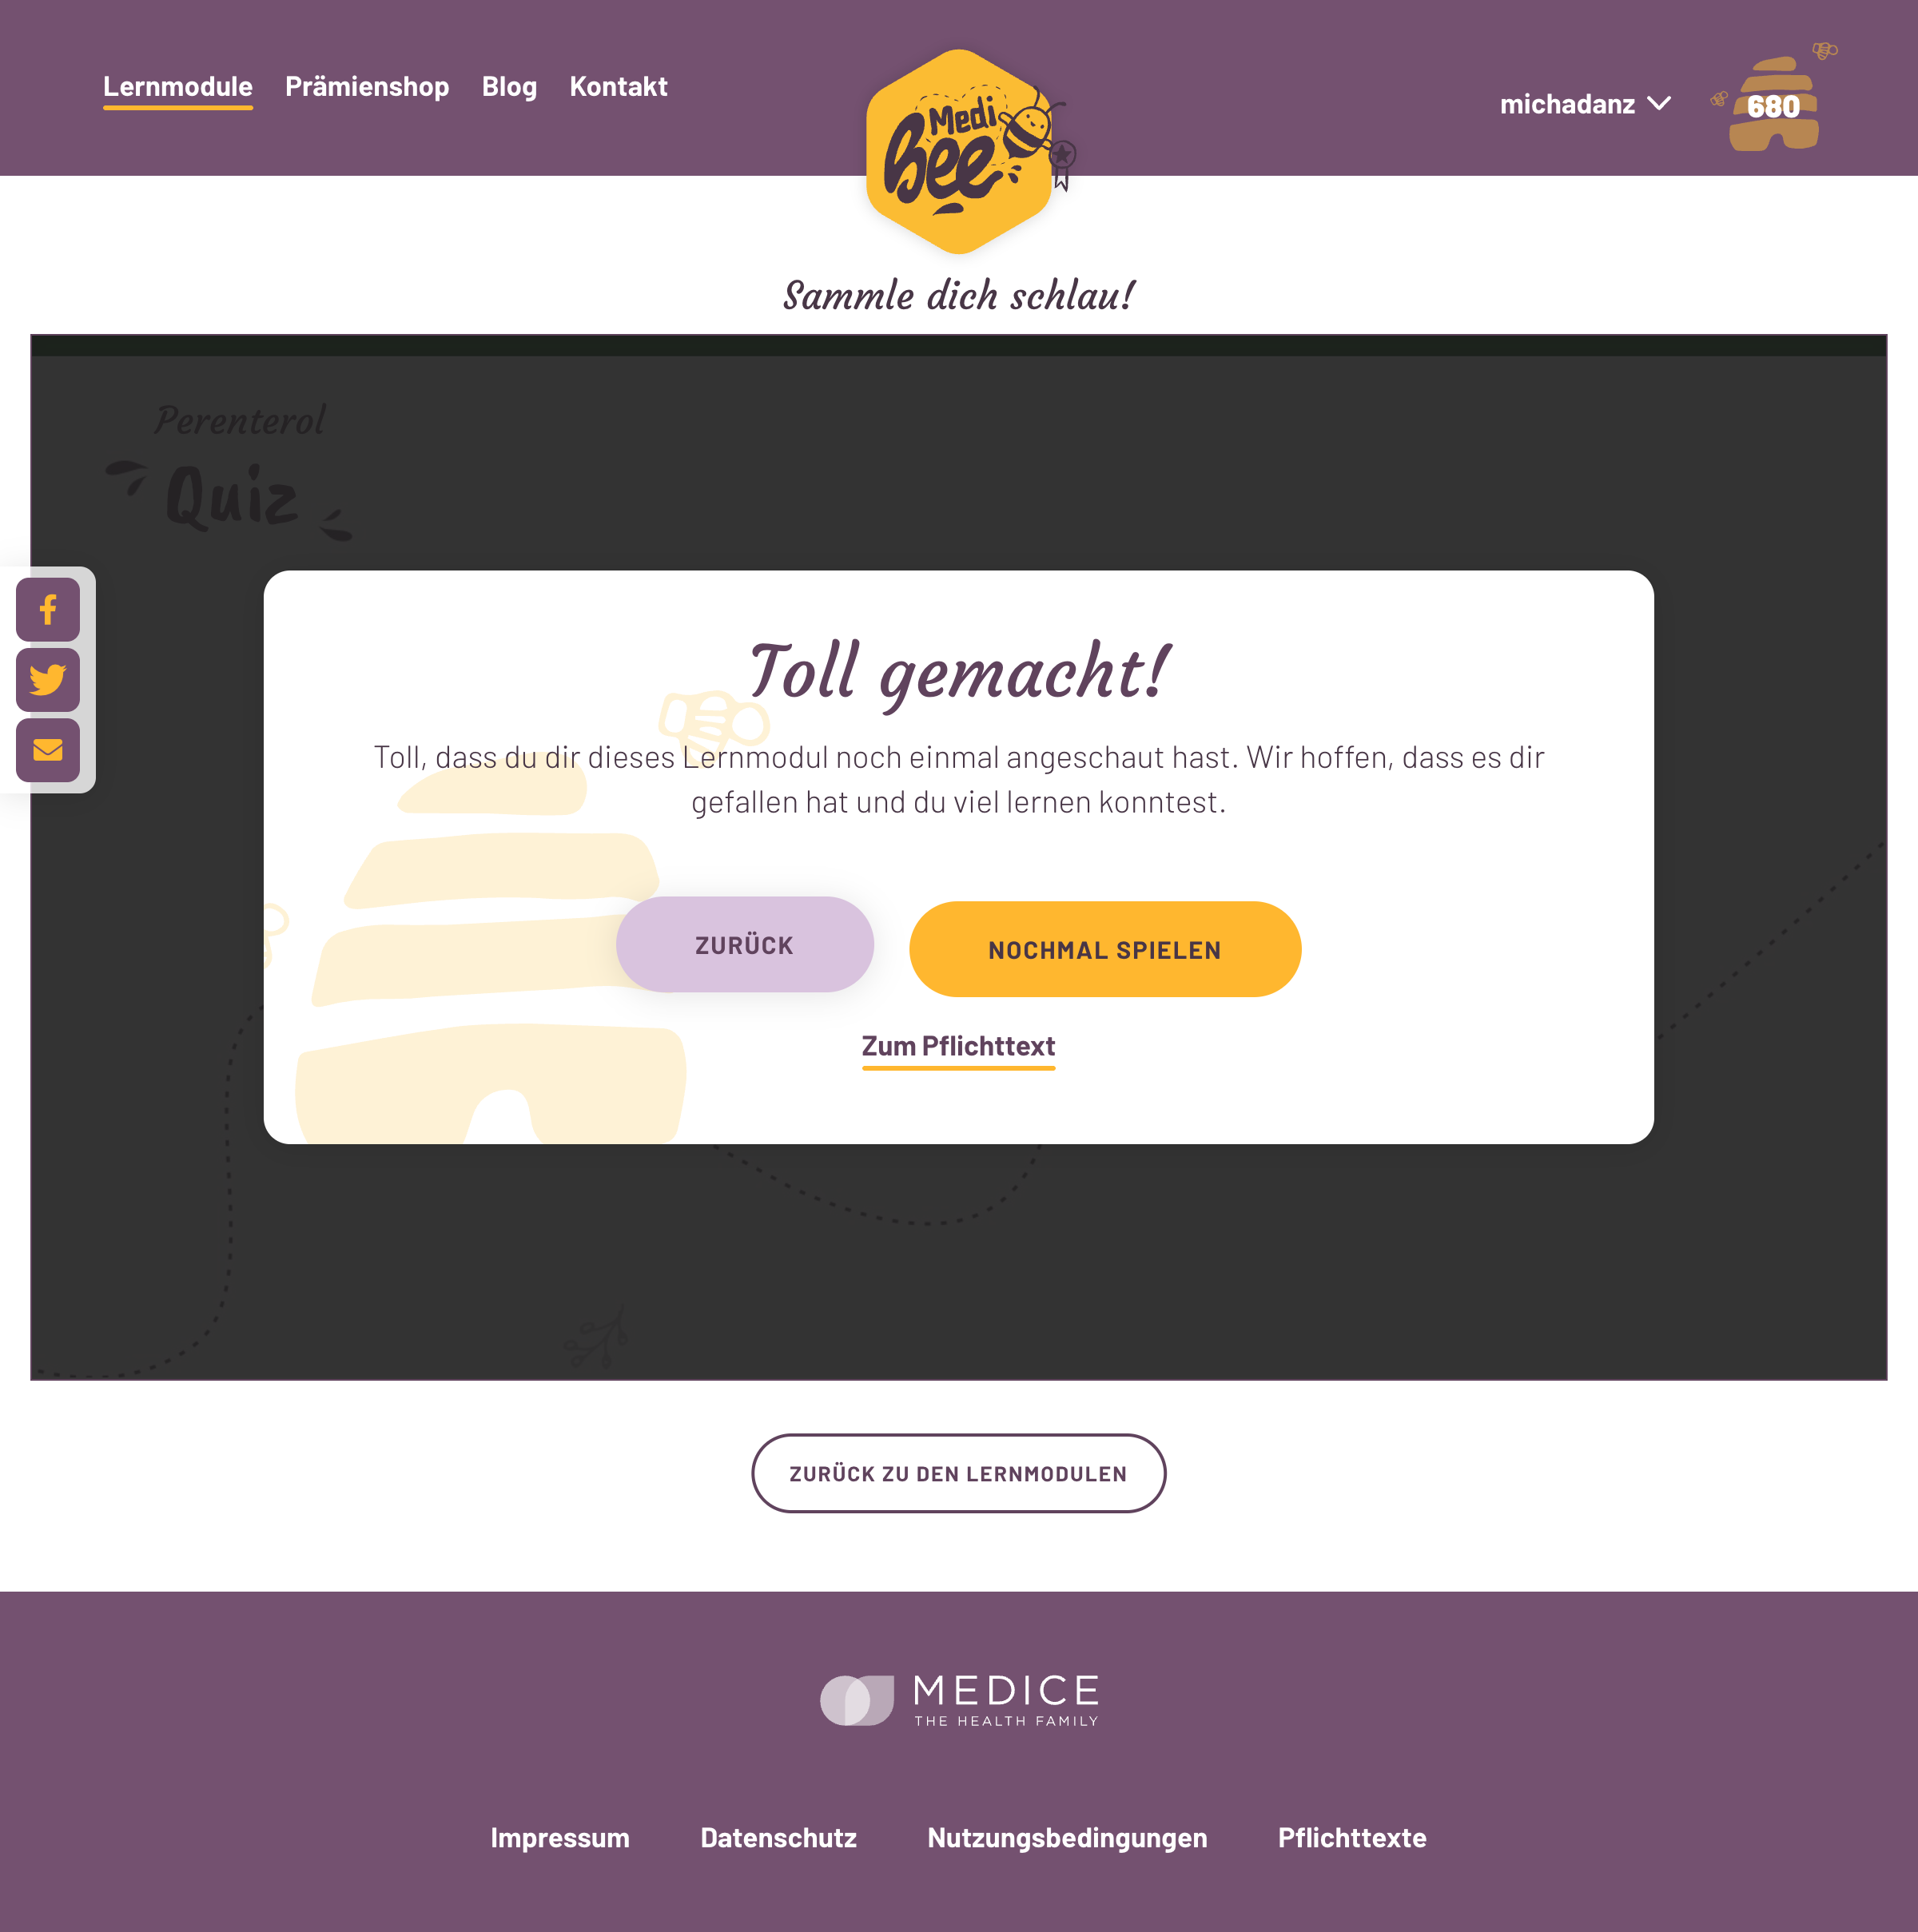 Lernmodule Prämienshop Blog Kontakt
Medi
Bee
michadanz
680
Sammle dich schlau!
Perenterol
Quiz
Toll gemacht!
Toll, dass du dir dieses Lernmodul noch einmal angeschaut hast. Wir hoffen, dass es dir
gefallen hat und du viel lernen konntest.
ZURÜCK
NOCHMAL SPIELEN
Zum Pflichttext
ZURÜCK ZU DEN LERNMODULEN
MEDICE
THE HEALTH FAMILY
Impressum Datenschutz Nutzungsbedingungen Pflichttexte